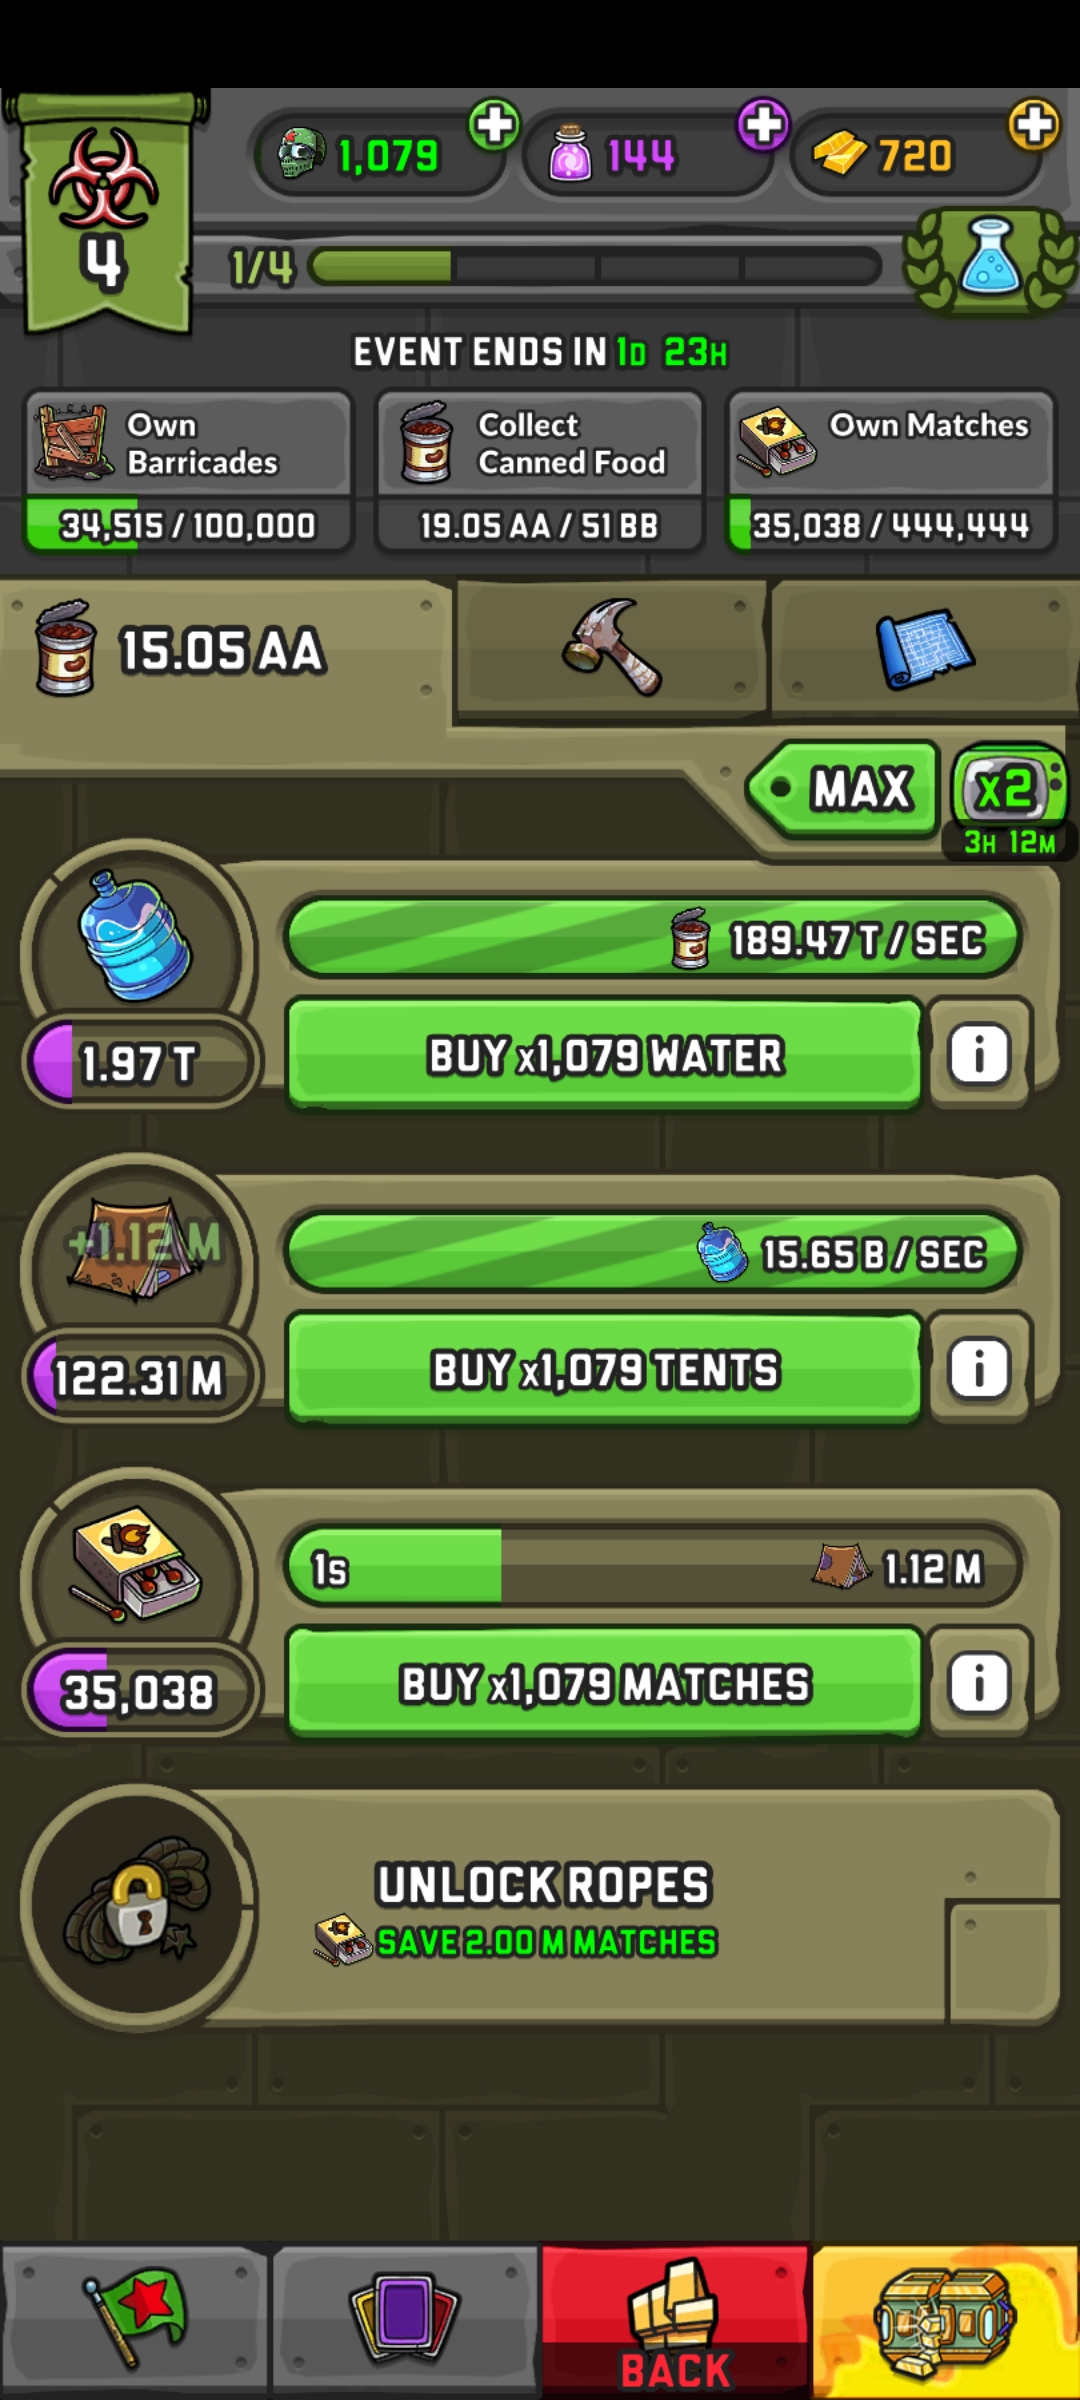 4
1,079
144
720
1/4
EVENT ENDS IN 1D 23H
Own Barricades
34,515 / 100,000
Collect Canned Food
19.05 AA / 51 BB
Own Matches
35,038 / 444,444
15.05 AA
MAX
x2
3H 12M
189.47 T / SEC
1.97 T
BUY x1,079 WATER
i
+1.12 M
15.65 B / SEC
122.31 M
BUY x1,079 TENTS
i
1s
1.12 M
35,038
BUY x1,079 MATCHES
i
UNLOCK ROPES
SAVE 2.00 M MATCHES
BACK